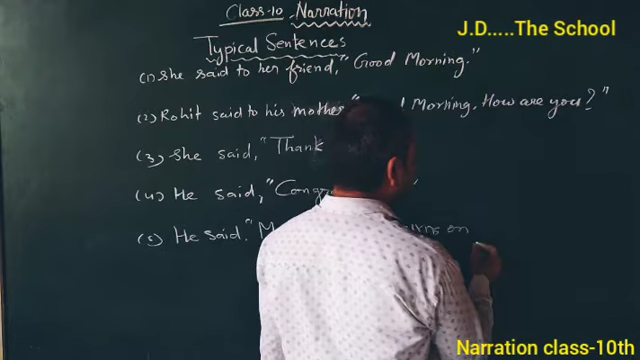 Class-10 Narration
J.D.....The School
Typical Sentences
(1) She said to her friend, "Good Morning."
(2) Rohit said to his mother " Morning. How are you?"
(3) She said, "Thank
(4) He said, "
(5) He said, " on
Narration class-10th